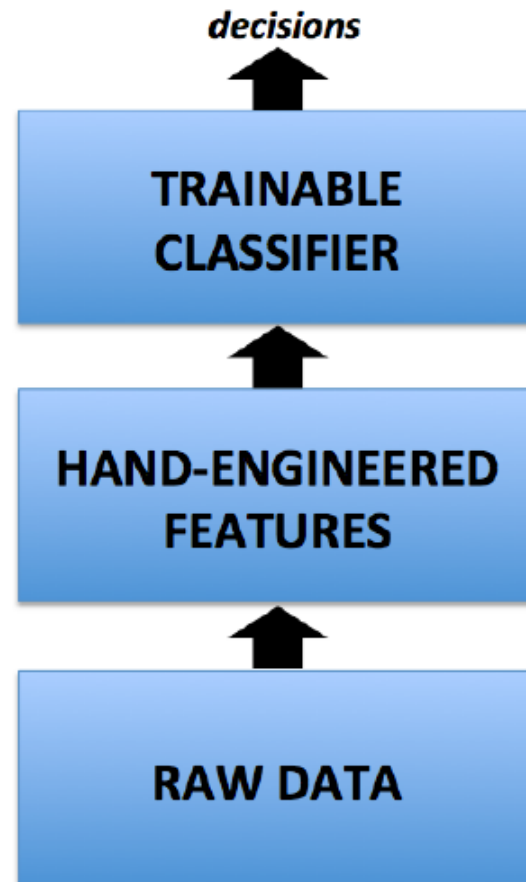 decisions
TRAINABLE
CLASSIFIER
HAND-ENGINEERED
FEATURES
RAW DATA